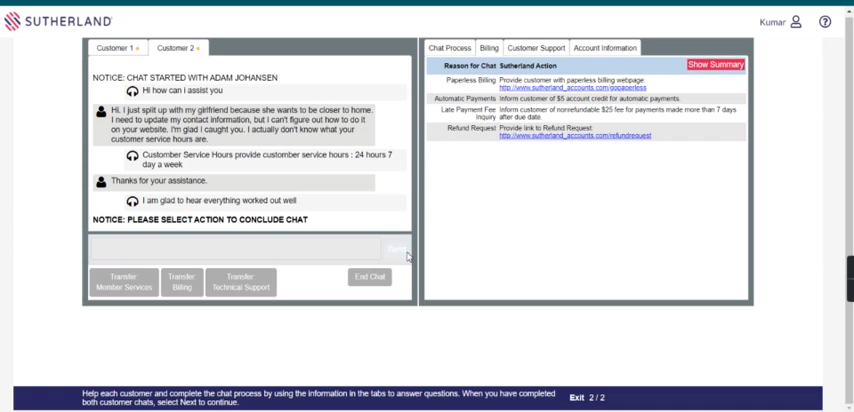 SUTHERLAND
Kumar
Customer 1
Customer 2
NOTICE: CHAT STARTED WITH ADAM JOHANSEN
Hi how can i assist you
Hi. I just split up with my girlfriend because she wants to be closer to home.
I need to update my contact information, but I can't figure out how to do it
on your website. I'm glad I caught you. I actually don't know what your
customer service hours are.
Custoomber Service Hours provide customber service hours : 24 hours 7
day a week
Thanks for your assistance.
I am glad to hear everything worked out well
NOTICE: PLEASE SELECT ACTION TO CONCLUDE CHAT
Send
Transfer
Member Services
Transfer
Billing
Transfer
Technical Support
End Chat
Chat Process
Billing
Customer Support
Account Information
Reason for Chat Sutherland Action
Show Summary
Paperless Billing Provide customer with paperless billing webpage:
http://www.sutherland_accounts.com/gopaperless
Automatic Payments Inform customer of $5 account credit for automatic payments.
Late Payment Fee Inform customer of nonrefundable $25 fee for payments made more than 7 days
Inquiry after due date.
Refund Request Provide link to Refund Request:
http://www.sutherland_accounts.com/refundrequest
Help each customer and complete the chat process by using the information in the tabs to answer questions. When you have completed
both customer chats, select Next to continue.
Exit 2 / 2